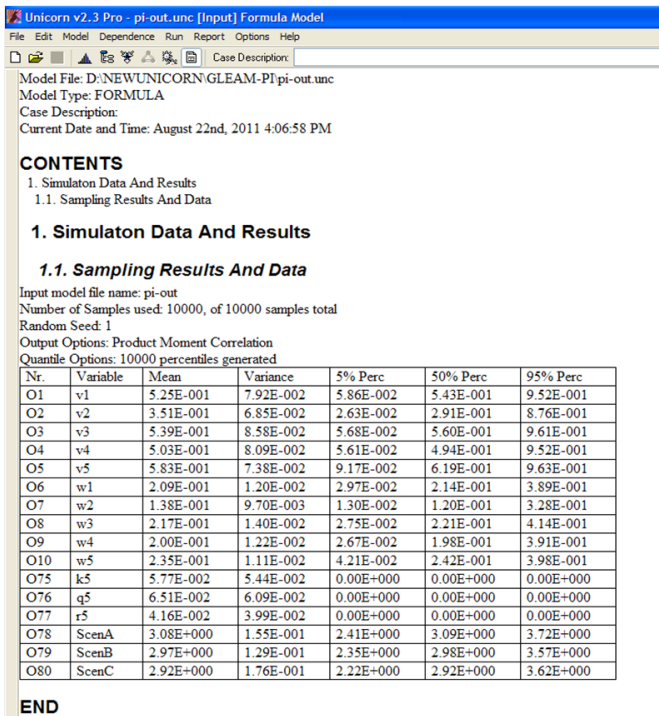 Unicorn v2.3 Pro - pi-out.unc [Input] Formula Model
File Edit Model Dependence Run Report Options Help
Case Description:
Model File: D:\NEWUNICORN\GLEAM-PI\pi-out.unc
Model Type: FORMULA
Case Description:
Current Date and Time: August 22nd, 2011 4:06:58 PM
CONTENTS
1. Simulaton Data And Results
1.1. Sampling Results And Data
1. Simulaton Data And Results
1.1. Sampling Results And Data
Input model file name: pi-out
Number of Samples used: 10000, of 10000 samples total
Random Seed: 1
Output Options: Product Moment Correlation
Quantile Options: 10000 percentiles generated
Nr. Variable Mean Variance 5% Perc 50% Perc 95% Perc
O1 v1 5.25E-001 7.92E-002 5.86E-002 5.43E-001 9.52E-001
O2 v2 3.51E-001 6.85E-002 2.63E-002 2.91E-001 8.76E-001
O3 v3 5.39E-001 8.58E-002 5.68E-002 5.60E-001 9.61E-001
O4 v4 5.03E-001 8.09E-002 5.61E-002 4.94E-001 9.52E-001
O5 v5 5.83E-001 7.38E-002 9.17E-002 6.19E-001 9.63E-001
O6 w1 2.09E-001 1.20E-002 2.97E-002 2.14E-001 3.89E-001
O7 w2 1.38E-001 9.70E-003 1.30E-002 1.20E-001 3.28E-001
O8 w3 2.17E-001 1.40E-002 2.75E-002 2.21E-001 4.14E-001
O9 w4 2.00E-001 1.22E-002 2.67E-002 1.98E-001 3.91E-001
O10 w5 2.35E-001 1.11E-002 4.21E-002 2.42E-001 3.98E-001
O75 k5 5.77E-002 5.44E-002 0.00E+000 0.00E+000 0.00E+000
O76 q5 6.51E-002 6.09E-002 0.00E+000 0.00E+000 0.00E+000
O77 r5 4.16E-002 3.99E-002 0.00E+000 0.00E+000 0.00E+000
O78 ScenA 3.08E+000 1.55E-001 2.41E+000 3.09E+000 3.72E+000
O79 ScenB 2.97E+000 1.29E-001 2.35E+000 2.98E+000 3.57E+000
O80 ScenC 2.92E+000 1.76E-001 2.22E+000 2.92E+000 3.62E+000
END